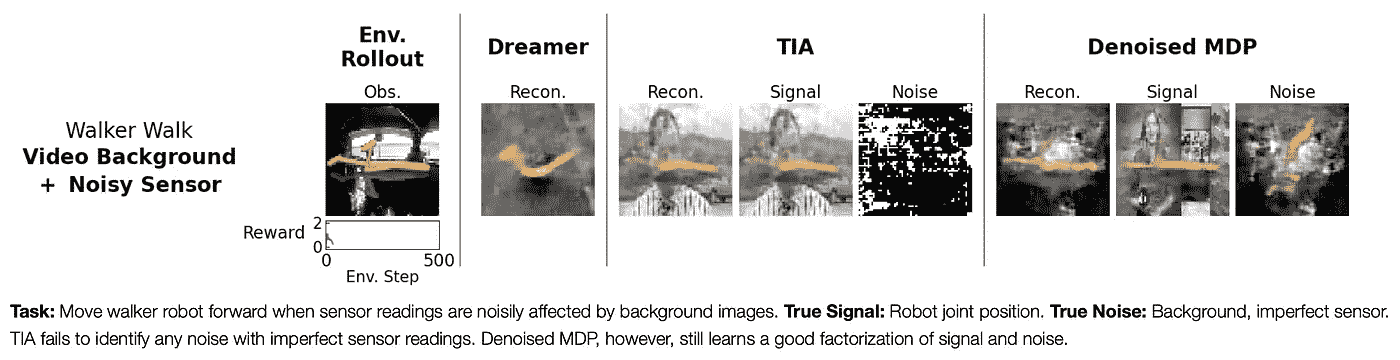 Env.
Rollout
Dreamer
TIA
Denoised MDP
Obs.
Recon.
Recon.
Signal
Noise
Recon.
Signal
Noise
Walker Walk
Video Background
+ Noisy Sensor
Reward
2
0
0
500
Env. Step
Task: Move walker robot forward when sensor readings are noisily affected by background images. True Signal: Robot joint position. True Noise: Background, imperfect sensor.
TIA fails to identify any noise with imperfect sensor readings. Denoised MDP, however, still learns a good factorization of signal and noise.